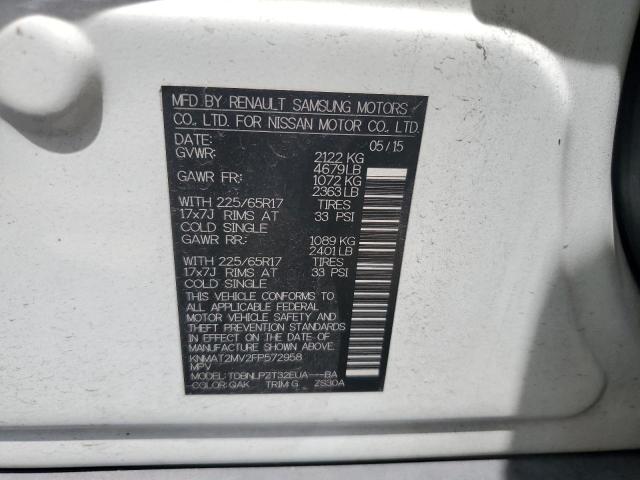 MFD BY RENAULT SAMSUNG MOTORS
CO., LTD. FOR NISSAN MOTOR CO., LTD.
DATE: 05/15
GVWR: 2122 KG
4679 LB
GAWR FR: 1072 KG
2363 LB
WITH 225/65R17 TIRES
17x7J RIMS AT 33 PSI
COLD SINGLE
GAWR RR: 1089 KG
2401 LB
WITH 225/65R17 TIRES
17x7J RIMS AT 33 PSI
COLD SINGLE
THIS VEHICLE CONFORMS TO
ALL APPLICABLE FEDERAL
MOTOR VEHICLE SAFETY AND
THEFT PREVENTION STANDARDS
IN EFFECT ON THE DATE OF
MANUFACTURE SHOWN ABOVE.
KNMAT2MV2FP572958
MPV
MODEL: TDBNLPZT32EUA---BA
COLOR: QAK TRIM: G ZS30A